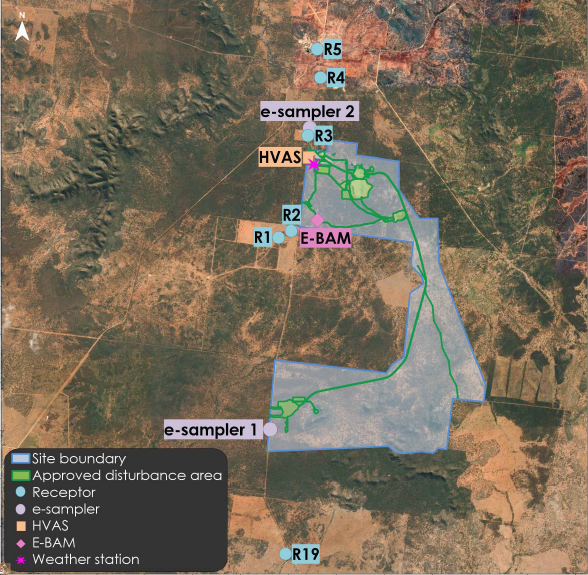 N
R5
R4
e-sampler 2
R3
HVAS
R2
R1
E-BAM
e-sampler 1
Site boundary
Approved disturbance area
Receptor
e-sampler
HVAS
E-BAM
Weather station
R19